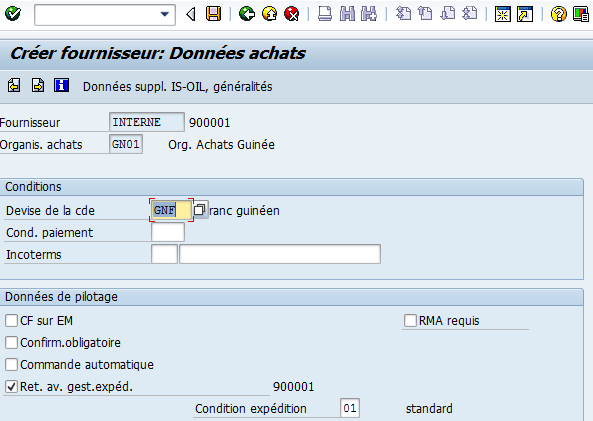 Créer fournisseur: Données achats
Données suppl. IS-OIL, généralités
Fournisseur INTERNE 900001
Organis. achats GN01 Org. Achats Guinée
Conditions
Devise de la cde GNF ranc guinéen
Cond. paiement
Incoterms
Données de pilotage
CF sur EM RMA requis
Confirm.obligatoire
Commande automatique
Ret. av. gest.expéd. 900001
Condition expédition 01 standard